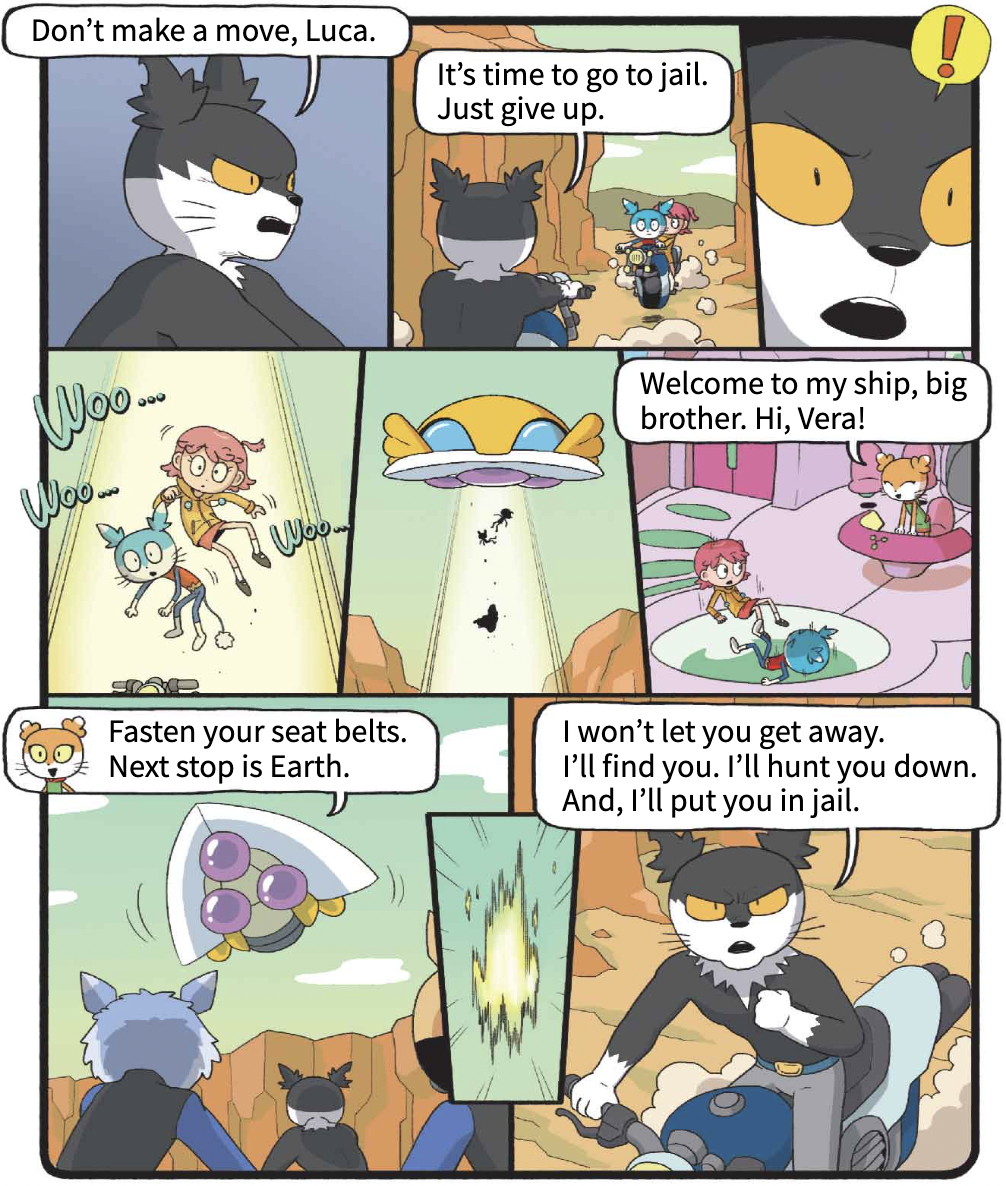 Don’t make a move, Luca.
It’s time to go to jail.
Just give up.
!
Woo...
Woo...
Woo...
Welcome to my ship, big
brother. Hi, Vera!
Fasten your seat belts.
Next stop is Earth.
I won’t let you get away.
I’ll find you. I’ll hunt you down.
And, I’ll put you in jail.